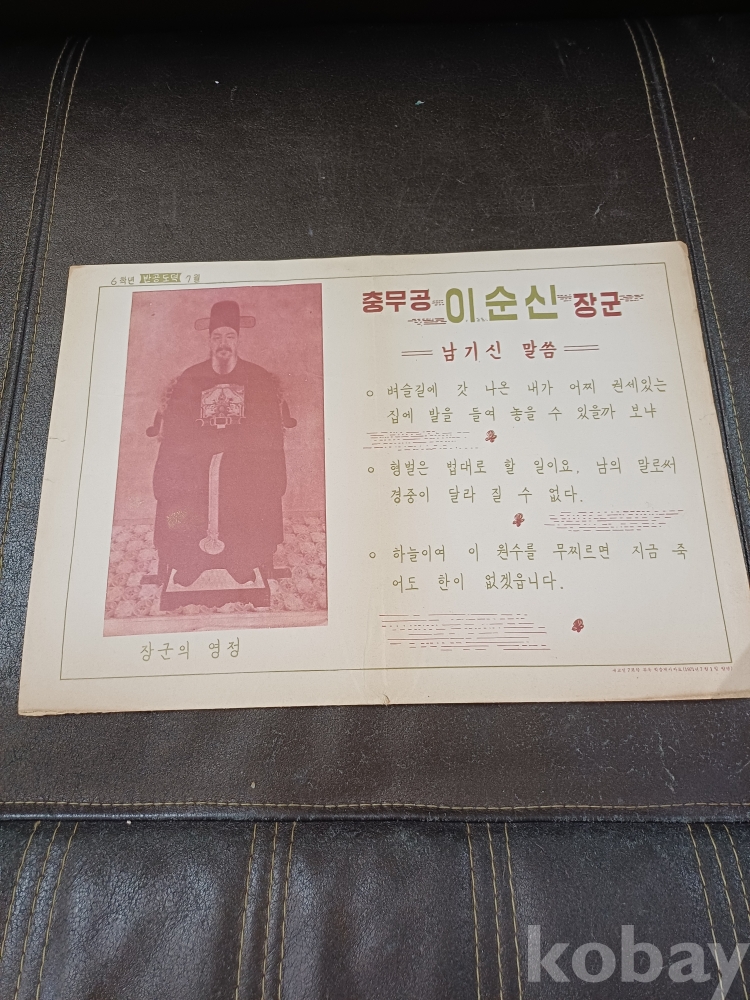 6학년 반공도덕 7월
충무공 이순신 장군
남기신 말씀
벼슬길에 갓 나온 내가 어찌 권세있는
집에 발을 들여 놓을 수 있을까 보냐
형벌은 법대로 할 일이요, 남의 말로써
경중이 달라 질 수 없다.
하늘이여 이 원수를 무찌르면 지금 죽
어도 한이 없겠읍니다.
장군의 영정
kobay